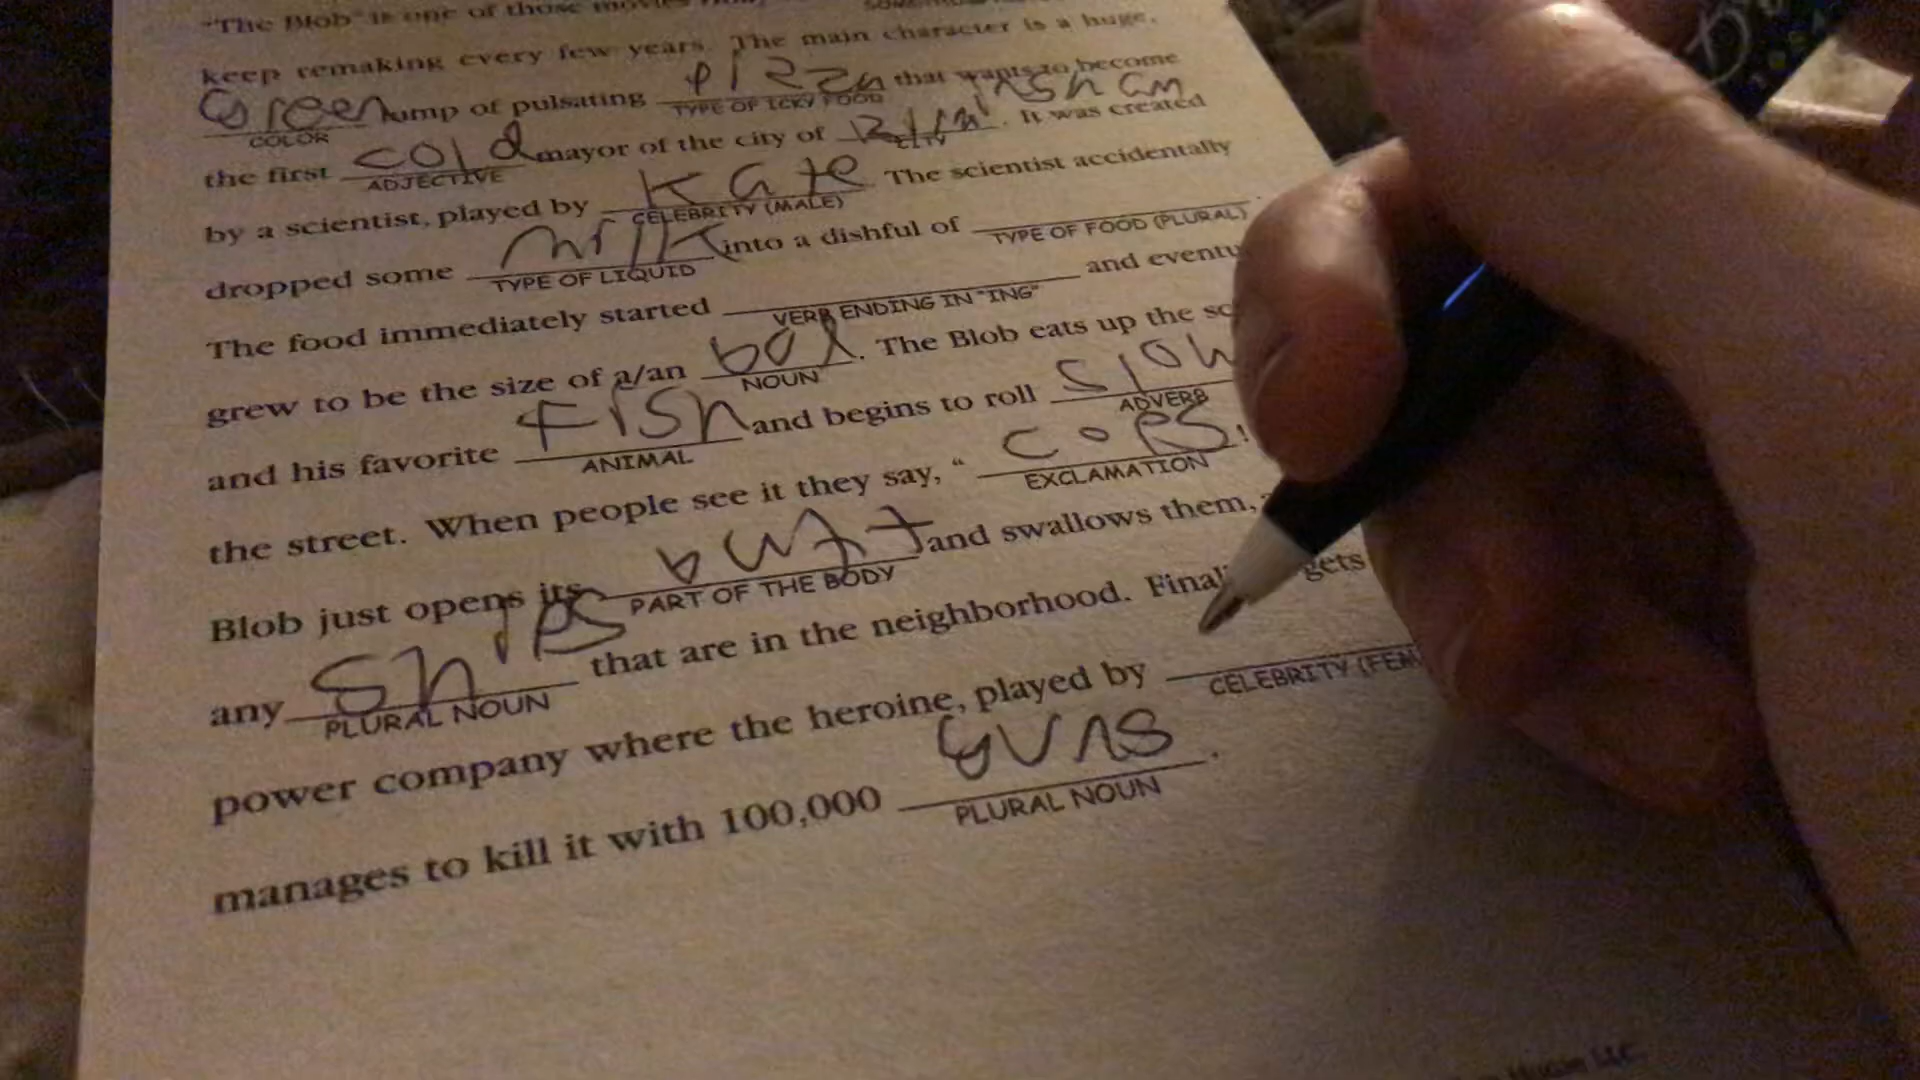 "The Blob" is one of those movies
keep remaking every few years. The main character is a huge,
Green lump of pulsating pizza that wants to become
COLOR TYPE OF ICKY FOOD
the first cold mayor of the city of . It was created
ADJECTIVE CITY
by a scientist, played by Kate The scientist accidentally
CELEBRITY (MALE)
dropped some milk into a dishful of
TYPE OF LIQUID TYPE OF FOOD (PLURAL)
The food immediately started and eventu
VERB ENDING IN "ING"
grew to be the size of a/an box. The Blob eats up the sc
NOUN
and his favorite Fish and begins to roll slow
ANIMAL ADVERB
the street. When people see it they say, " cops!
EXCLAMATION
Blob just opens its butt and swallows them,
PART OF THE BODY
any ships that are in the neighborhood. Final gets
PLURAL NOUN
power company where the heroine, played by
CELEBRITY (FEM
manages to kill it with 100,000 Guns.
PLURAL NOUN
LLC